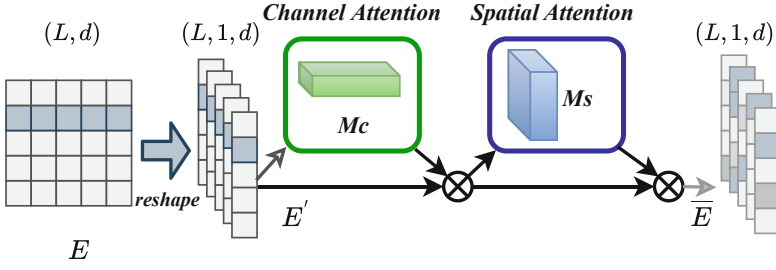 Channel Attention
Spatial Attention
(L, d)
(L, 1, d)
(L, 1, d)
Mc
Ms
reshape
E
E′
E̅